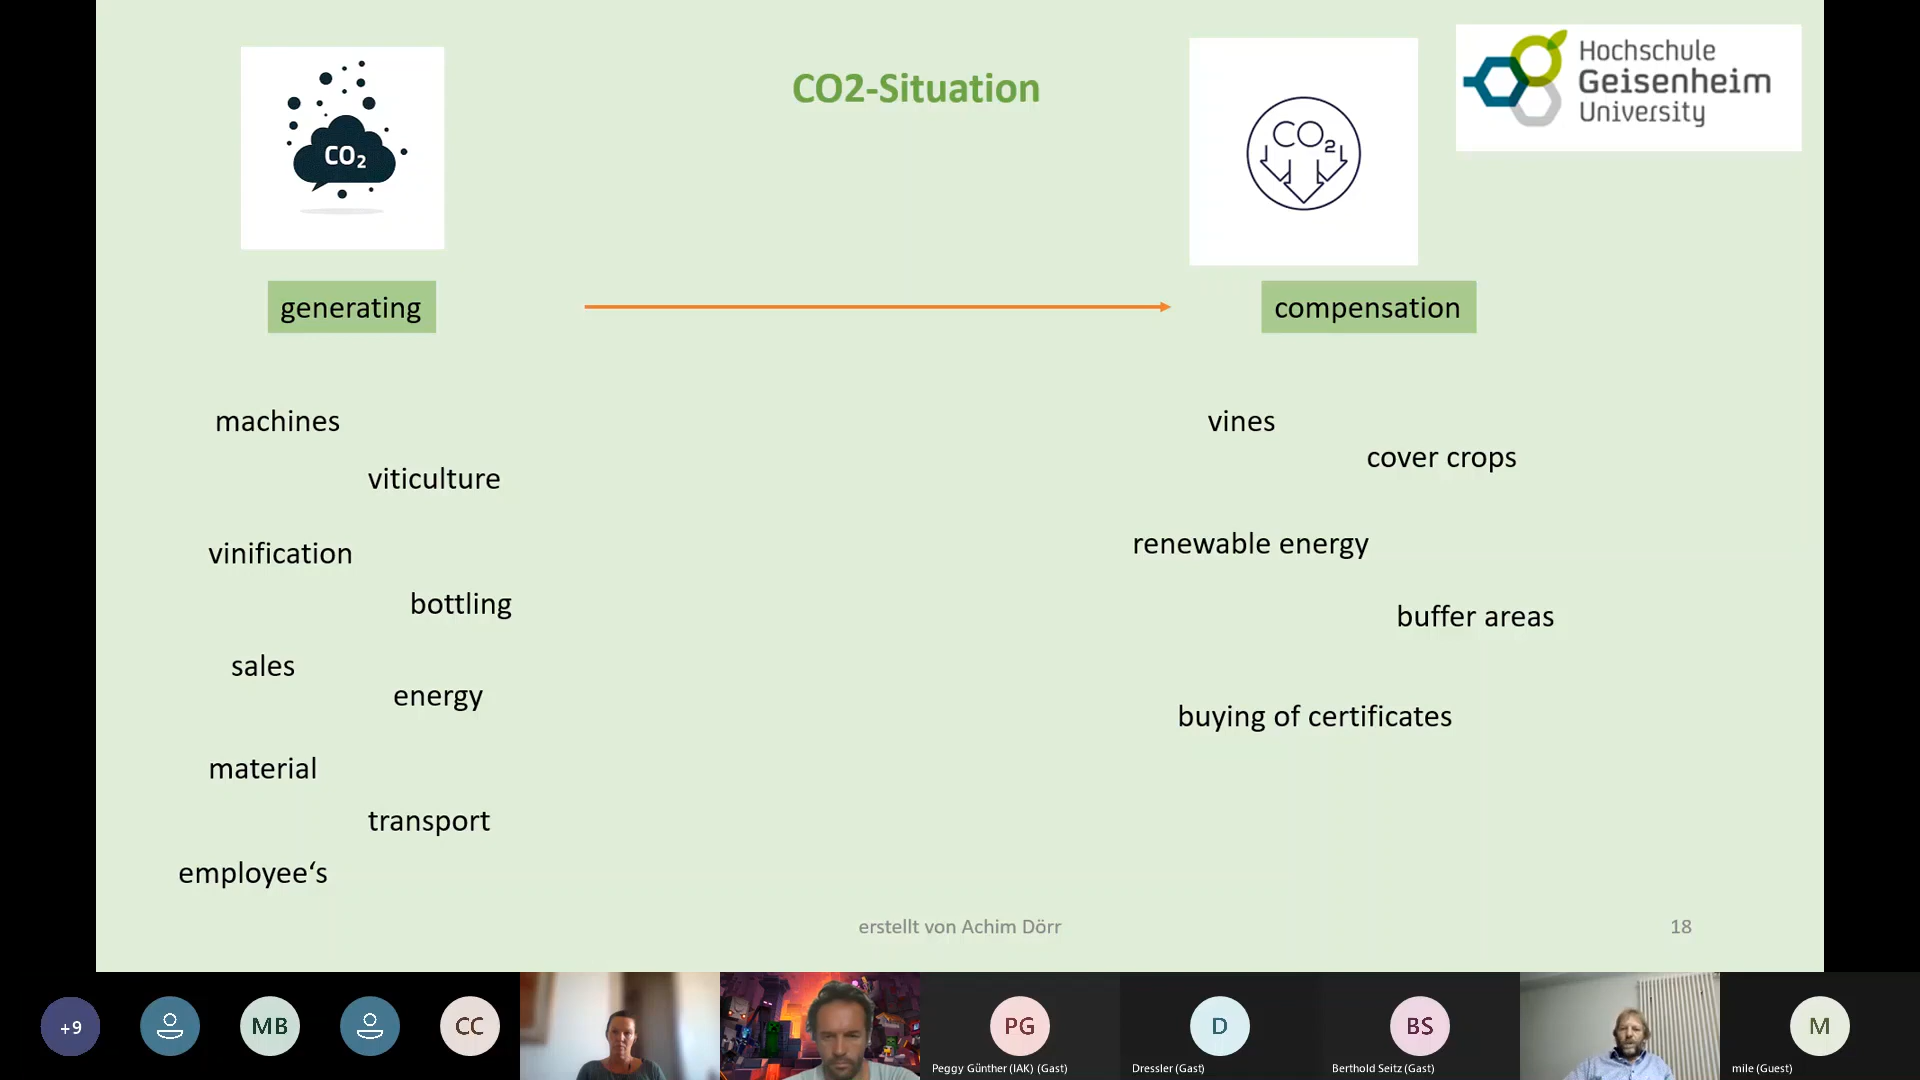 CO2-Situation
CO₂
CO₂
Hochschule
Geisenheim
University
generating
compensation
machines
viticulture
vinification
bottling
sales
energy
material
transport
employee‘s
vines
cover crops
renewable energy
buffer areas
buying of certificates
erstellt von Achim Dörr
18
+9
MB
CC
PG
Peggy Günther (IAK) (Gast)
D
Dressler (Gast)
BS
Berthold Seitz (Gast)
M
mile (Guest)